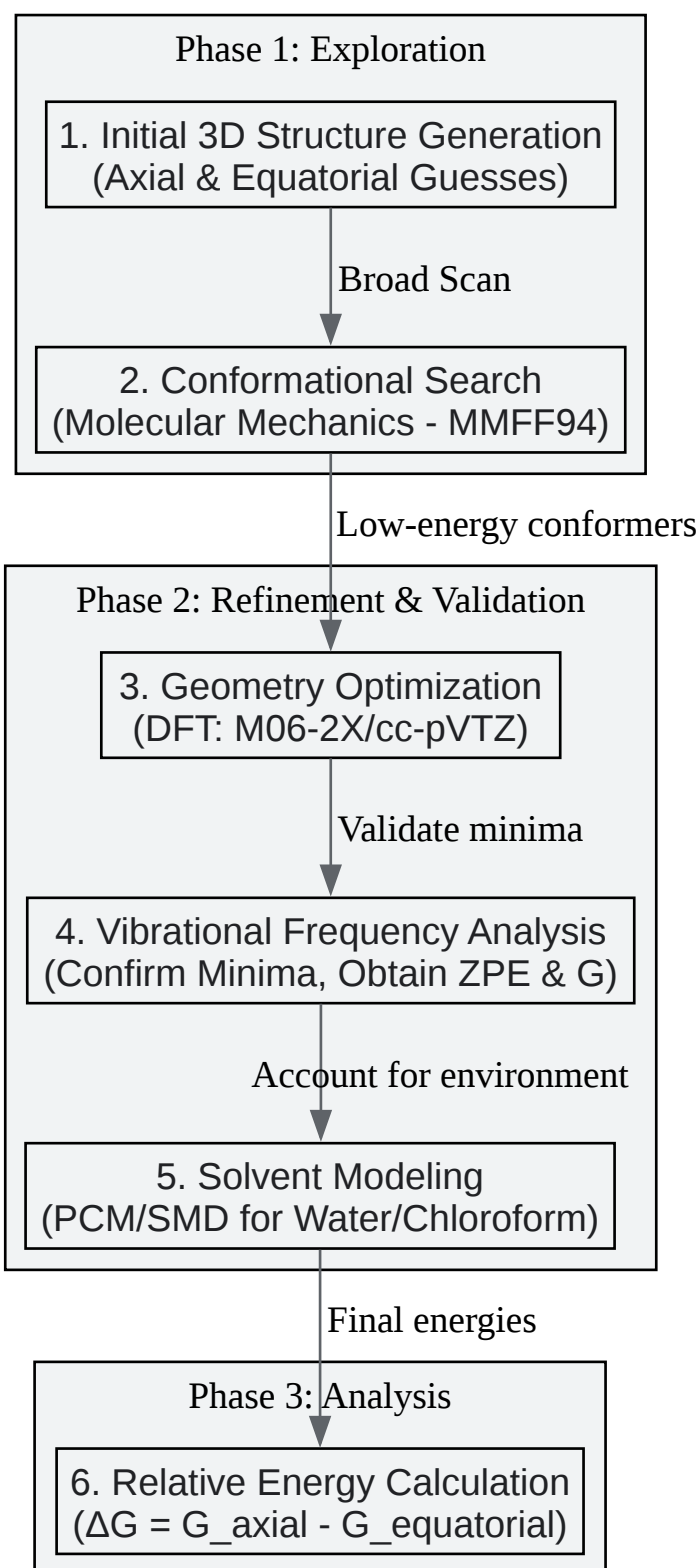 Phase 1: Exploration
1. Initial 3D Structure Generation
(Axial & Equatorial Guesses)
Broad Scan
2. Conformational Search
(Molecular Mechanics - MMFF94)
Low-energy conformers
Phase 2: Refinement & Validation
3. Geometry Optimization
(DFT: M06-2X/cc-pVTZ)
Validate minima
4. Vibrational Frequency Analysis
(Confirm Minima, Obtain ZPE & G)
Account for environment
5. Solvent Modeling
(PCM/SMD for Water/Chloroform)
Final energies
Phase 3: Analysis
6. Relative Energy Calculation
(ΔG = G_axial - G_equatorial)